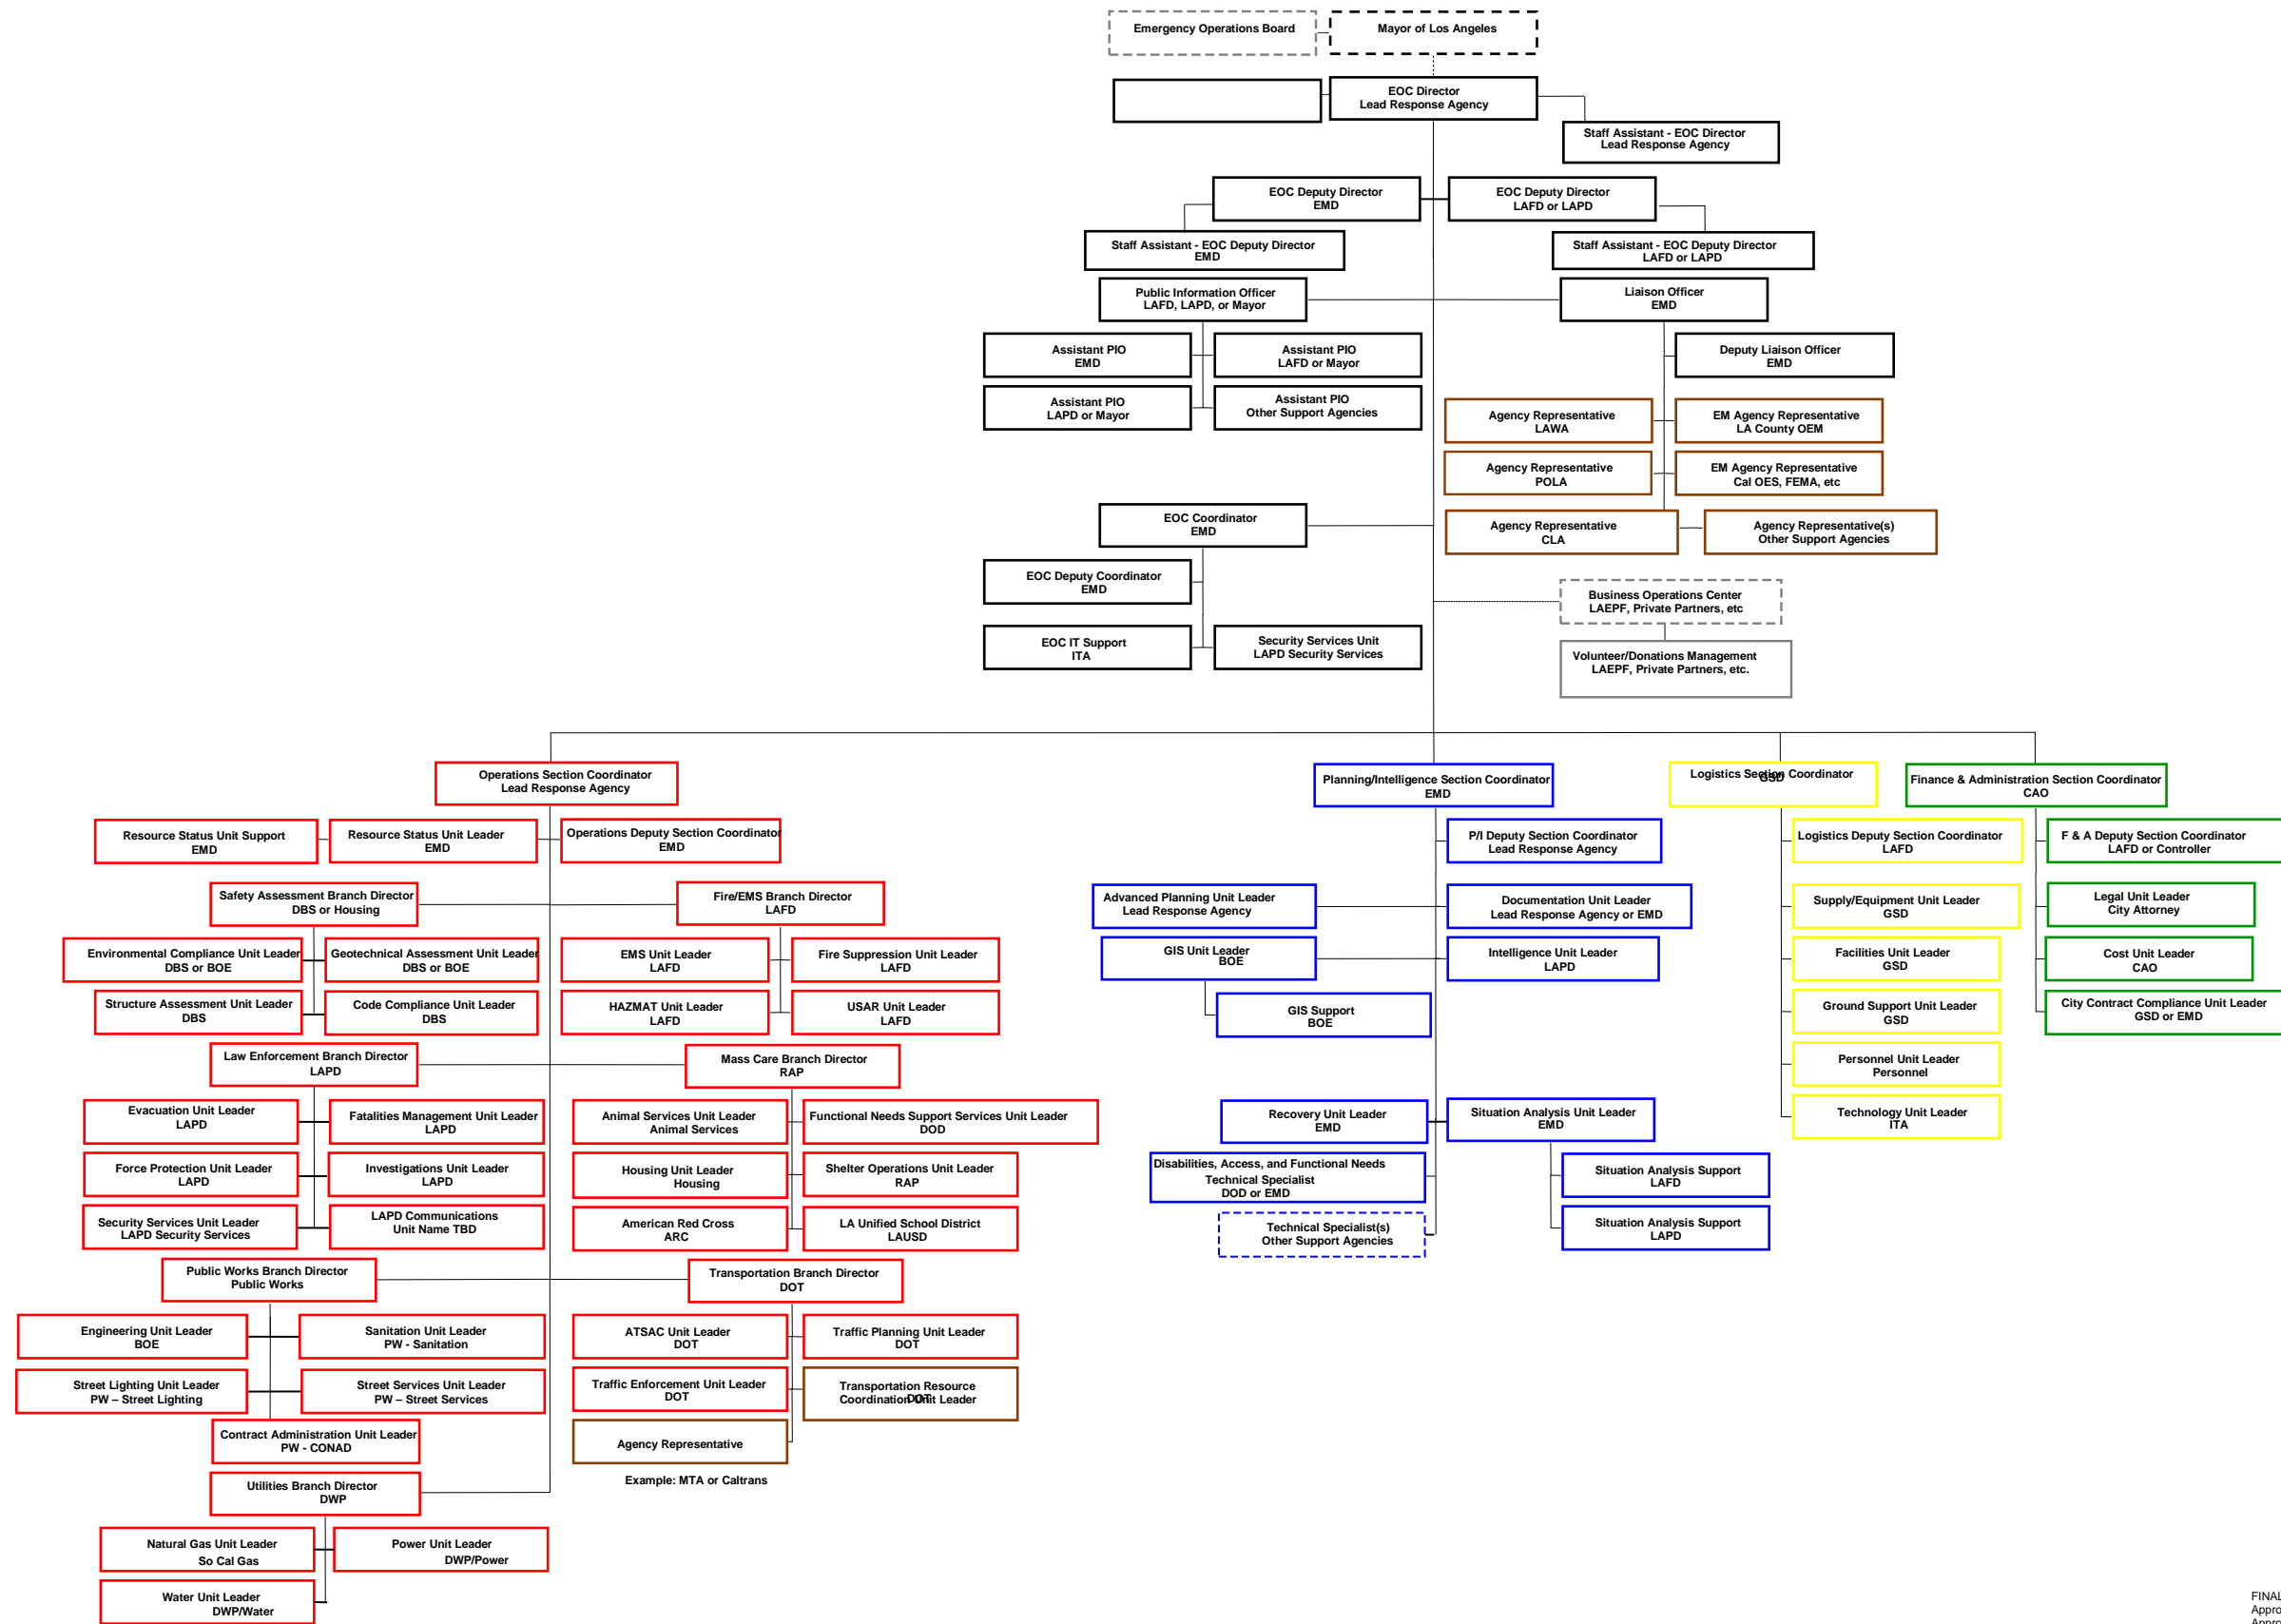 Emergency Operations Board
Mayor of Los Angeles
EOC Director
Lead Response Agency
Staff Assistant - EOC Director
Lead Response Agency
EOC Deputy Director
EMD
EOC Deputy Director
LAFD or LAPD
Staff Assistant - EOC Deputy Director
EMD
Staff Assistant - EOC Deputy Director
LAFD or LAPD
Public Information Officer
LAFD, LAPD, or Mayor
Liaison Officer
EMD
Assistant PIO
EMD
Assistant PIO
LAFD or Mayor
Deputy Liaison Officer
EMD
Assistant PIO
LAPD or Mayor
Assistant PIO
Other Support Agencies
Agency Representative
LAWA
EM Agency Representative
LA County OEM
Agency Representative
POLA
EM Agency Representative
Cal OES, FEMA, etc
EOC Coordinator
EMD
Agency Representative
CLA
Agency Representative(s)
Other Support Agencies
EOC Deputy Coordinator
EMD
Business Operations Center
LAEPF, Private Partners, etc
EOC IT Support
ITA
Security Services Unit
LAPD Security Services
Volunteer/Donations Management
LAEPF, Private Partners, etc.
Operations Section Coordinator
Lead Response Agency
Planning/Intelligence Section Coordinator
EMD
Logistics Section Coordinator
GSD
Finance & Administration Section Coordinator
CAO
Resource Status Unit Support
EMD
Resource Status Unit Leader
EMD
Operations Deputy Section Coordinator
EMD
P/I Deputy Section Coordinator
Lead Response Agency
Logistics Deputy Section Coordinator
LAFD
F & A Deputy Section Coordinator
LAFD or Controller
Safety Assessment Branch Director
DBS or Housing
Fire/EMS Branch Director
LAFD
Advanced Planning Unit Leader
Lead Response Agency
Documentation Unit Leader
Lead Response Agency or EMD
Supply/Equipment Unit Leader
GSD
Legal Unit Leader
City Attorney
Environmental Compliance Unit Leader
DBS or BOE
Geotechnical Assessment Unit Leader
DBS or BOE
EMS Unit Leader
LAFD
Fire Suppression Unit Leader
LAFD
GIS Unit Leader
BOE
Intelligence Unit Leader
LAPD
Facilities Unit Leader
GSD
Cost Unit Leader
CAO
Structure Assessment Unit Leader
DBS
Code Compliance Unit Leader
DBS
HAZMAT Unit Leader
LAFD
USAR Unit Leader
LAFD
GIS Support
BOE
Ground Support Unit Leader
GSD
City Contract Compliance Unit Leader
GSD or EMD
Law Enforcement Branch Director
LAPD
Mass Care Branch Director
RAP
Personnel Unit Leader
Personnel
Evacuation Unit Leader
LAPD
Fatalities Management Unit Leader
LAPD
Animal Services Unit Leader
Animal Services
Functional Needs Support Services Unit Leader
DOD
Recovery Unit Leader
EMD
Situation Analysis Unit Leader
EMD
Technology Unit Leader
ITA
Force Protection Unit Leader
LAPD
Investigations Unit Leader
LAPD
Housing Unit Leader
Housing
Shelter Operations Unit Leader
RAP
Disabilities, Access, and Functional Needs
Technical Specialist
DOD or EMD
Situation Analysis Support
LAFD
Security Services Unit Leader
LAPD Security Services
LAPD Communications
Unit Name TBD
American Red Cross
ARC
LA Unified School District
LAUSD
Technical Specialist(s)
Other Support Agencies
Situation Analysis Support
LAPD
Public Works Branch Director
Public Works
Transportation Branch Director
DOT
Engineering Unit Leader
BOE
Sanitation Unit Leader
PW - Sanitation
ATSAC Unit Leader
DOT
Traffic Planning Unit Leader
DOT
Street Lighting Unit Leader
PW – Street Lighting
Street Services Unit Leader
PW – Street Services
Traffic Enforcement Unit Leader
DOT
Transportation Resource
Coordination Unit Leader
DOT
Contract Administration Unit Leader
PW - CONAD
Agency Representative
Example: MTA or Caltrans
Utilities Branch Director
DWP
Natural Gas Unit Leader
So Cal Gas
Power Unit Leader
DWP/Power
Water Unit Leader
DWP/Water
FINAL